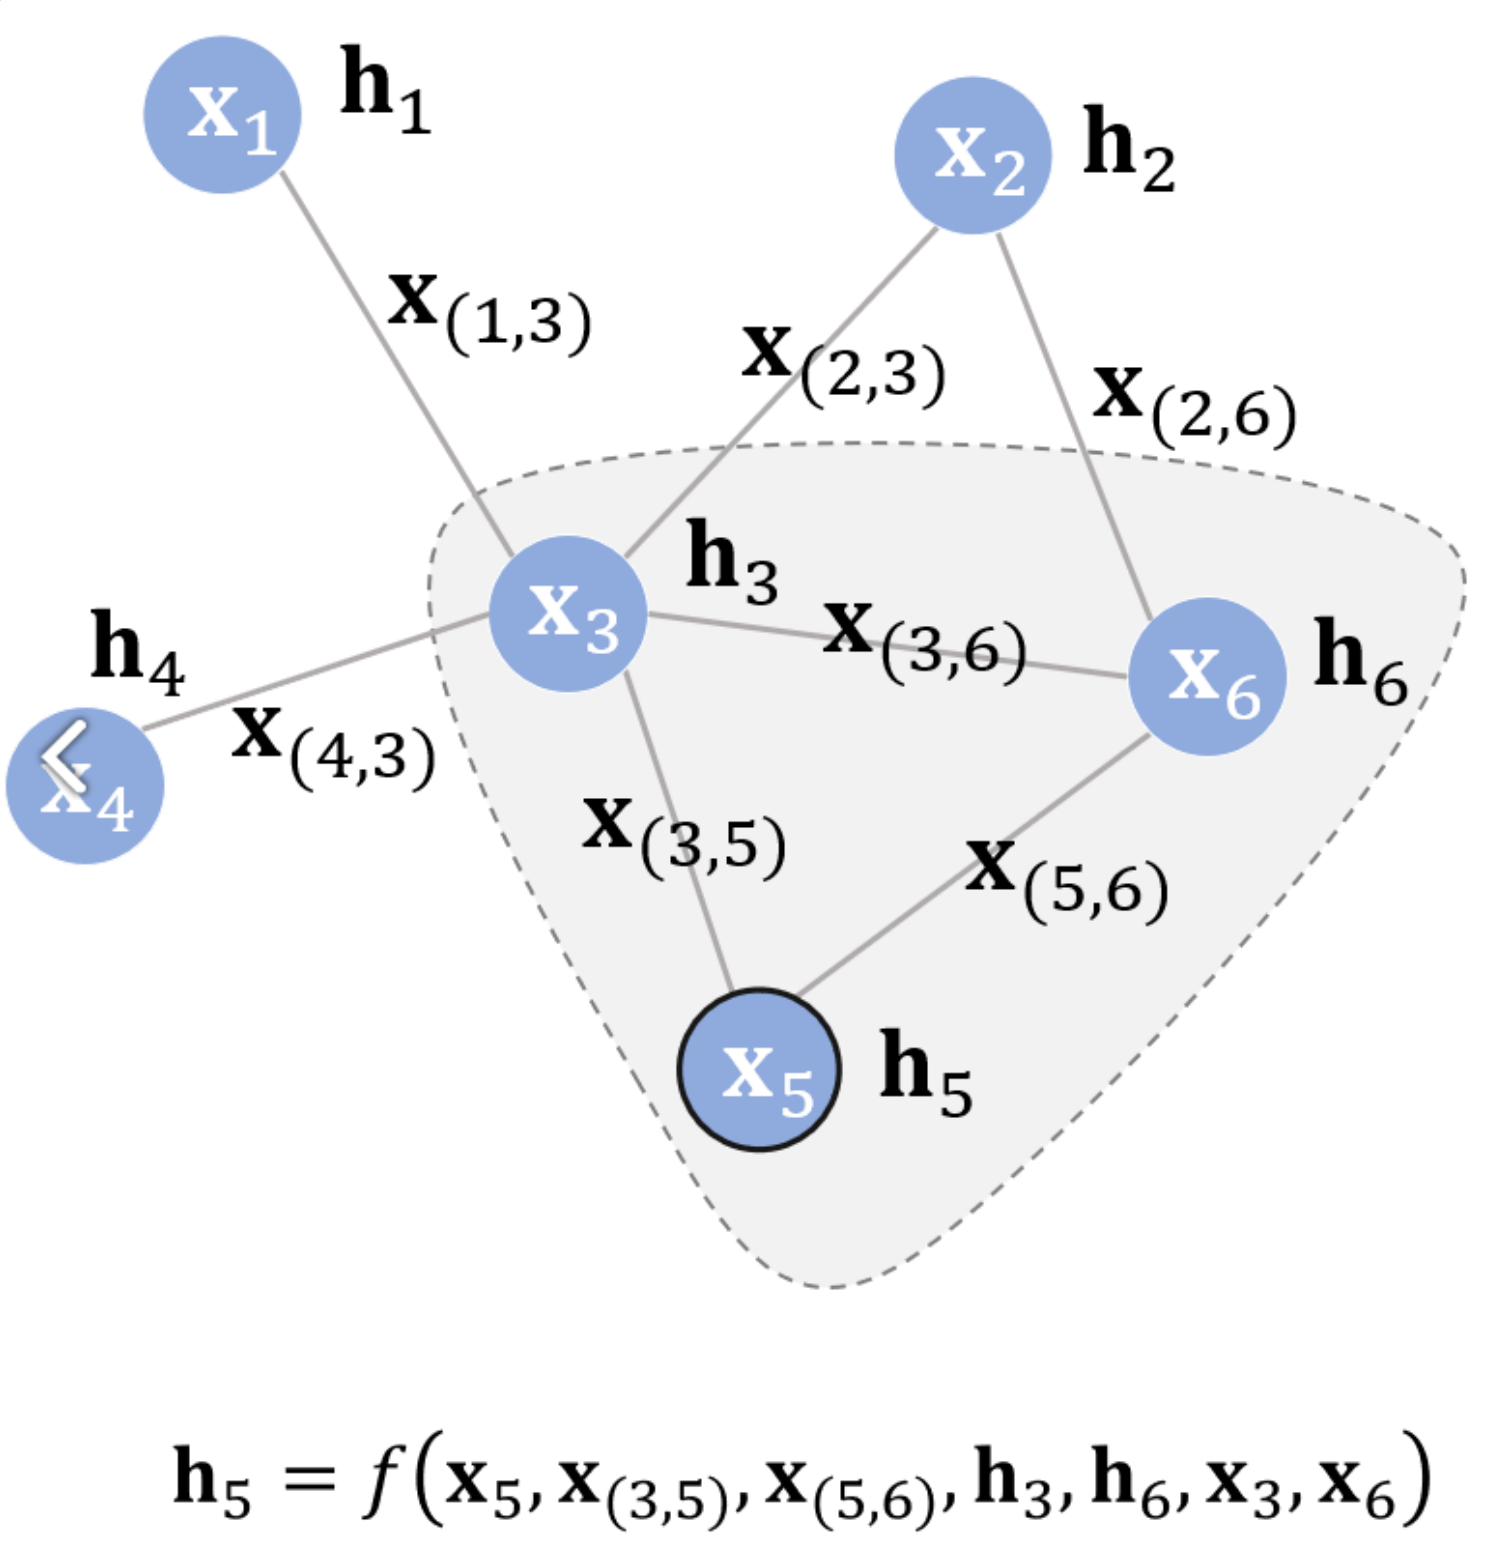 x₁ h₁
x₂ h₂
x₍₁,₃₎
x₍₂,₃₎
x₍₂,₆₎
x₃ h₃
x₍₃,₆₎
x₆ h₆
h₄
x₄
x₍₄,₃₎
x₍₃,₅₎
x₍₅,₆₎
x₅ h₅
h₅ = f(x₅, x₍₃,₅₎, x₍₅,₆₎, h₃, h₆, x₃, x₆)